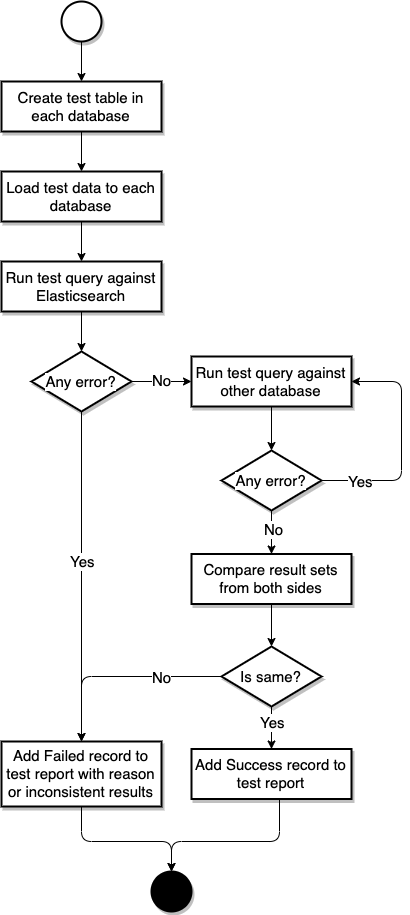 Create test table in
each database
Load test data to each
database
Run test query against
Elasticsearch
Any error?
No
Run test query against
other database
Any error?
Yes
No
Yes
Compare result sets
from both sides
Is same?
No
Yes
Add Failed record to
test report with reason
or inconsistent results
Add Success record to
test report